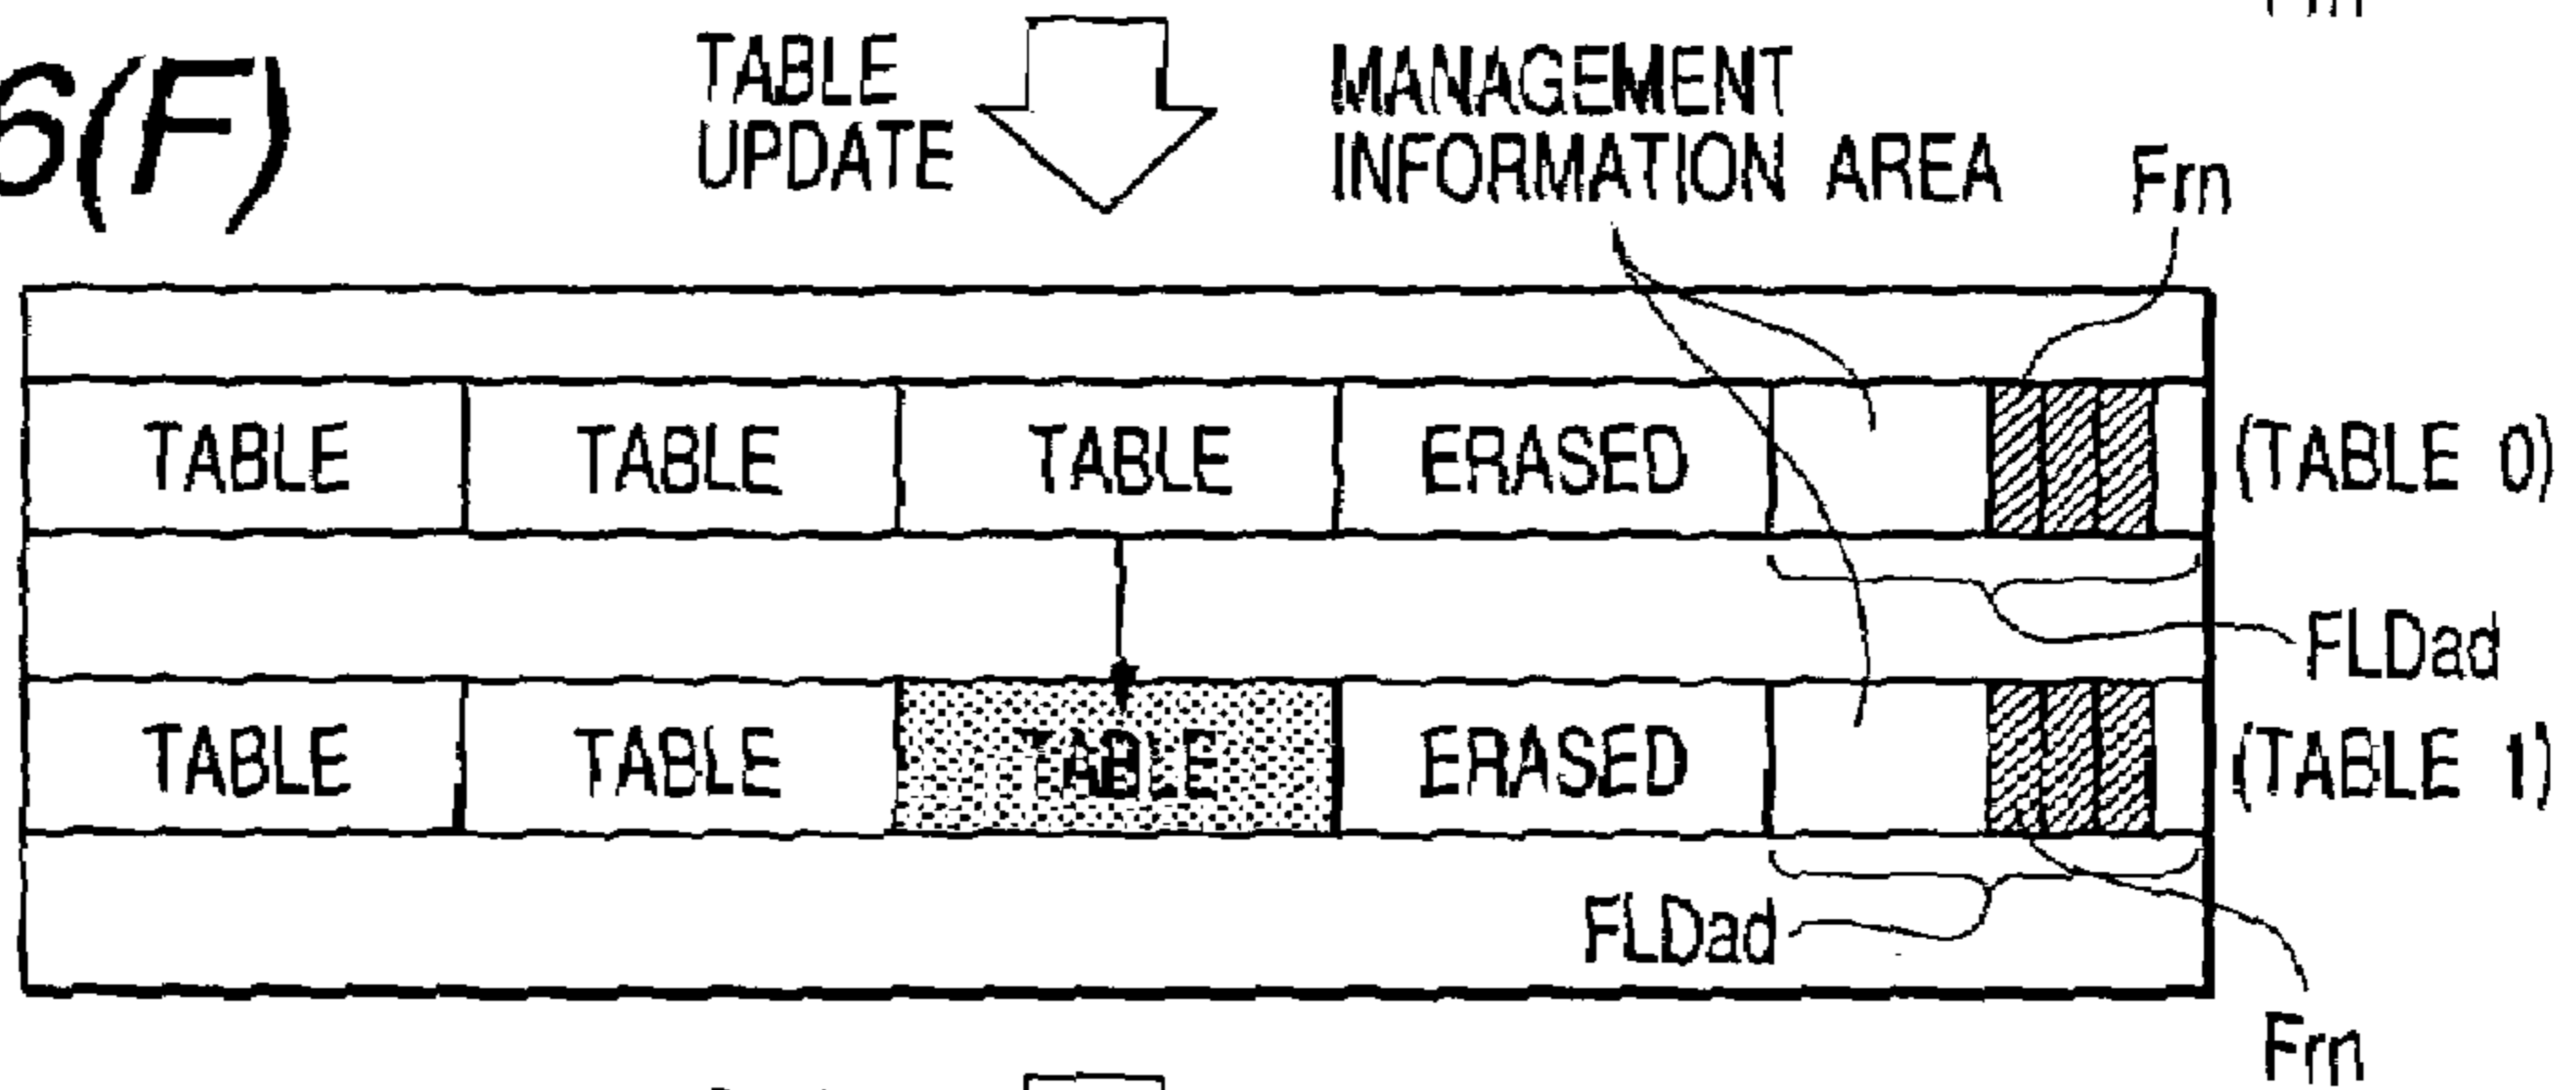 6(F)
TABLE
UPDATE
MANAGEMENT
INFORMATION AREA
Frn
TABLE TABLE TABLE ERASED (TABLE 0)
FLDad
TABLE TABLE TABLE ERASED (TABLE 1)
FLDad
Frn